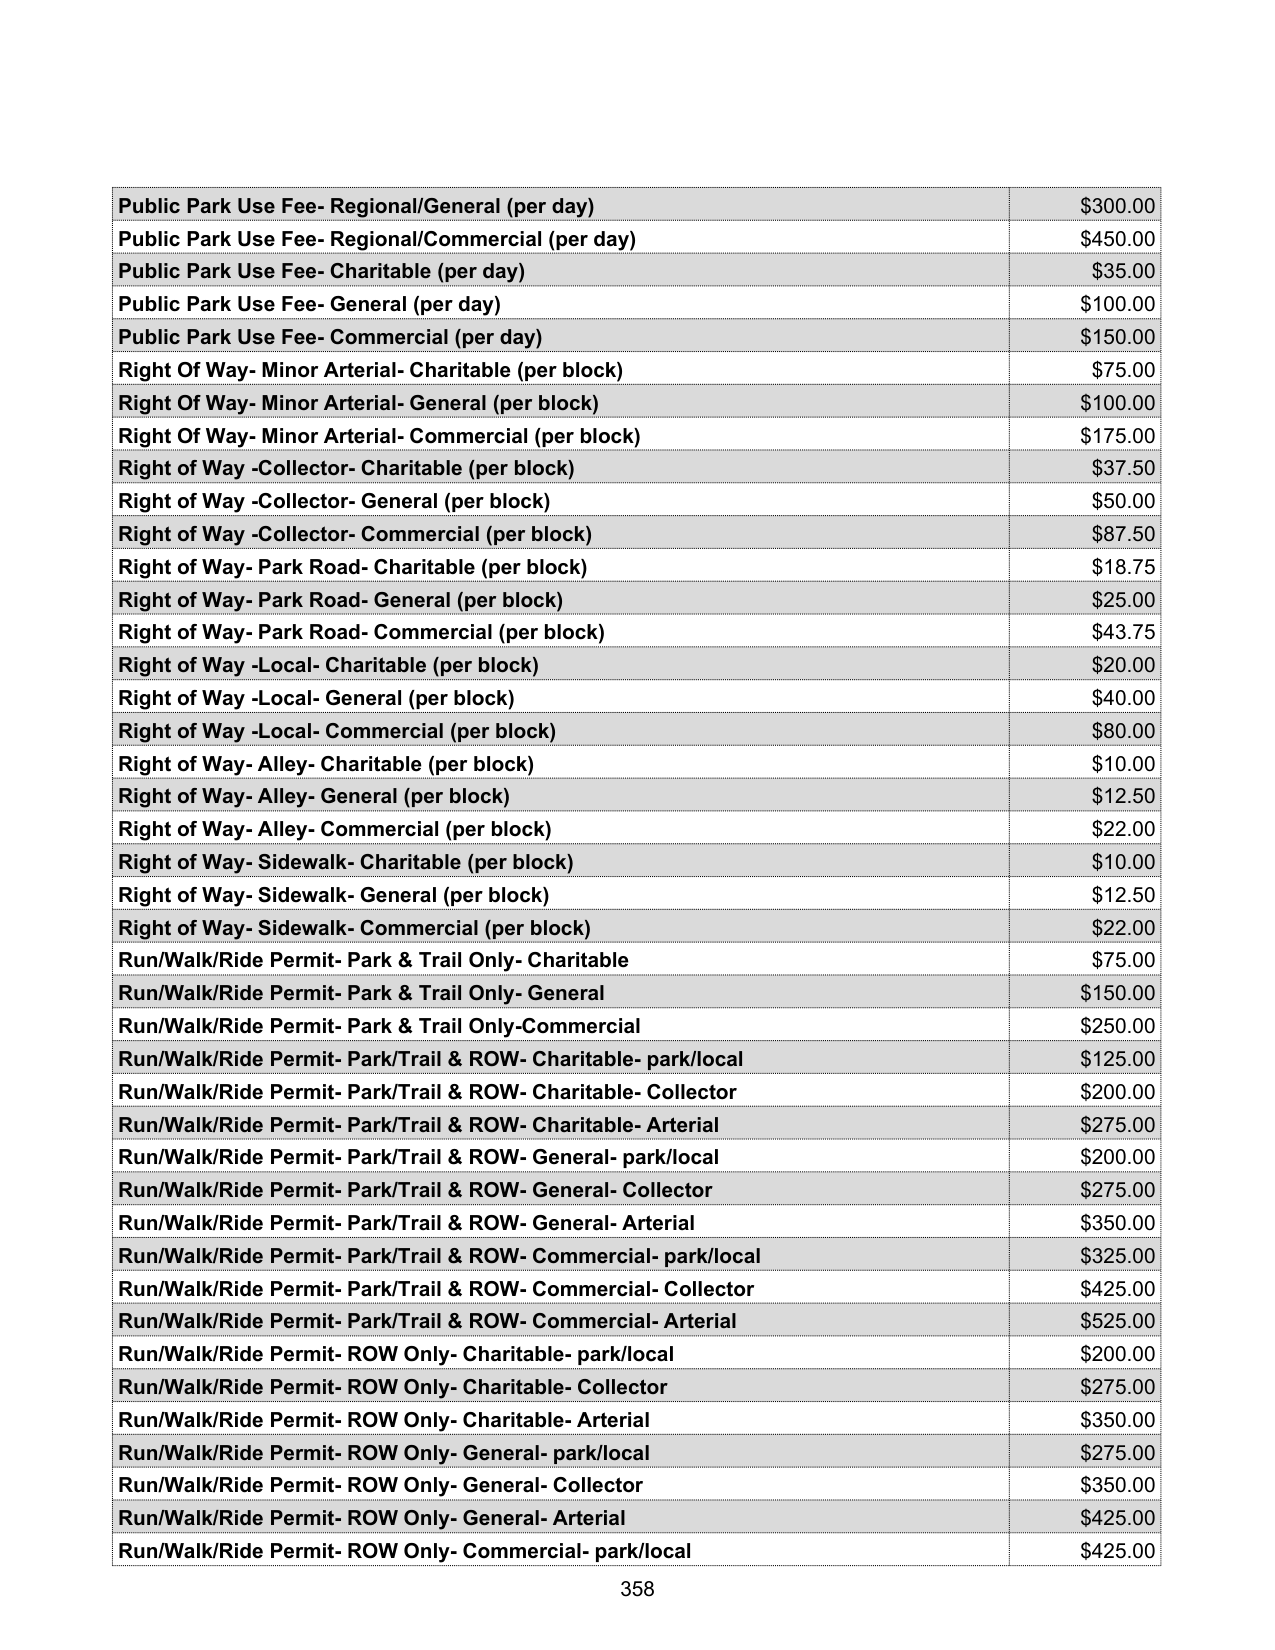 Public Park Use Fee- Regional/General (per day) $300.00
Public Park Use Fee- Regional/Commercial (per day) $450.00
Public Park Use Fee- Charitable (per day) $35.00
Public Park Use Fee- General (per day) $100.00
Public Park Use Fee- Commercial (per day) $150.00
Right Of Way- Minor Arterial- Charitable (per block) $75.00
Right Of Way- Minor Arterial- General (per block) $100.00
Right Of Way- Minor Arterial- Commercial (per block) $175.00
Right of Way -Collector- Charitable (per block) $37.50
Right of Way -Collector- General (per block) $50.00
Right of Way -Collector- Commercial (per block) $87.50
Right of Way- Park Road- Charitable (per block) $18.75
Right of Way- Park Road- General (per block) $25.00
Right of Way- Park Road- Commercial (per block) $43.75
Right of Way -Local- Charitable (per block) $20.00
Right of Way -Local- General (per block) $40.00
Right of Way -Local- Commercial (per block) $80.00
Right of Way- Alley- Charitable (per block) $10.00
Right of Way- Alley- General (per block) $12.50
Right of Way- Alley- Commercial (per block) $22.00
Right of Way- Sidewalk- Charitable (per block) $10.00
Right of Way- Sidewalk- General (per block) $12.50
Right of Way- Sidewalk- Commercial (per block) $22.00
Run/Walk/Ride Permit- Park & Trail Only- Charitable $75.00
Run/Walk/Ride Permit- Park & Trail Only- General $150.00
Run/Walk/Ride Permit- Park & Trail Only-Commercial $250.00
Run/Walk/Ride Permit- Park/Trail & ROW- Charitable- park/local $125.00
Run/Walk/Ride Permit- Park/Trail & ROW- Charitable- Collector $200.00
Run/Walk/Ride Permit- Park/Trail & ROW- Charitable- Arterial $275.00
Run/Walk/Ride Permit- Park/Trail & ROW- General- park/local $200.00
Run/Walk/Ride Permit- Park/Trail & ROW- General- Collector $275.00
Run/Walk/Ride Permit- Park/Trail & ROW- General- Arterial $350.00
Run/Walk/Ride Permit- Park/Trail & ROW- Commercial- park/local $325.00
Run/Walk/Ride Permit- Park/Trail & ROW- Commercial- Collector $425.00
Run/Walk/Ride Permit- Park/Trail & ROW- Commercial- Arterial $525.00
Run/Walk/Ride Permit- ROW Only- Charitable- park/local $200.00
Run/Walk/Ride Permit- ROW Only- Charitable- Collector $275.00
Run/Walk/Ride Permit- ROW Only- Charitable- Arterial $350.00
Run/Walk/Ride Permit- ROW Only- General- park/local $275.00
Run/Walk/Ride Permit- ROW Only- General- Collector $350.00
Run/Walk/Ride Permit- ROW Only- General- Arterial $425.00
Run/Walk/Ride Permit- ROW Only- Commercial- park/local $425.00
358